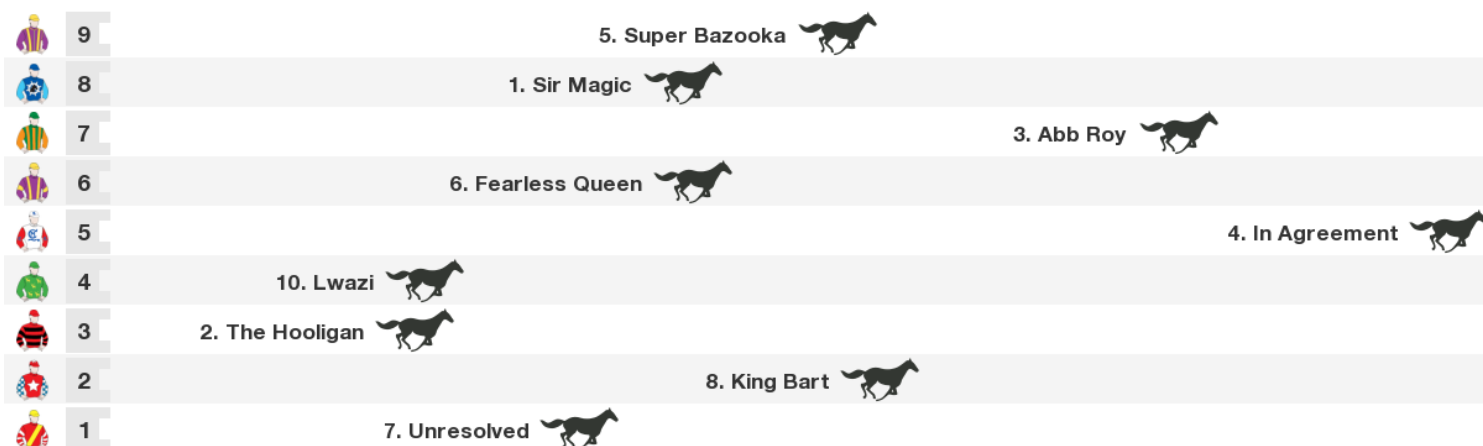 9 5. Super Bazooka
8 1. Sir Magic
7 3. Abb Roy
6 6. Fearless Queen
5 4. In Agreement
4 10. Lwazi
3 2. The Hooligan
2 8. King Bart
1 7. Unresolved